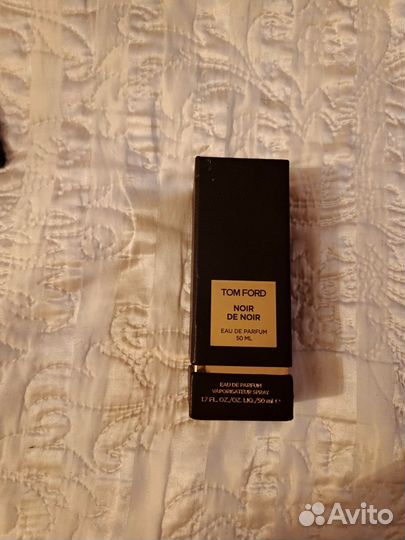 TOM FORD
NOIR
DE NOIR
EAU DE PARFUM
50 ML
EAU DE PARFUM
VAPORISATEUR SPRAY
1.7 FL. OZ./OZ. LIQ./50 ml e
Avito